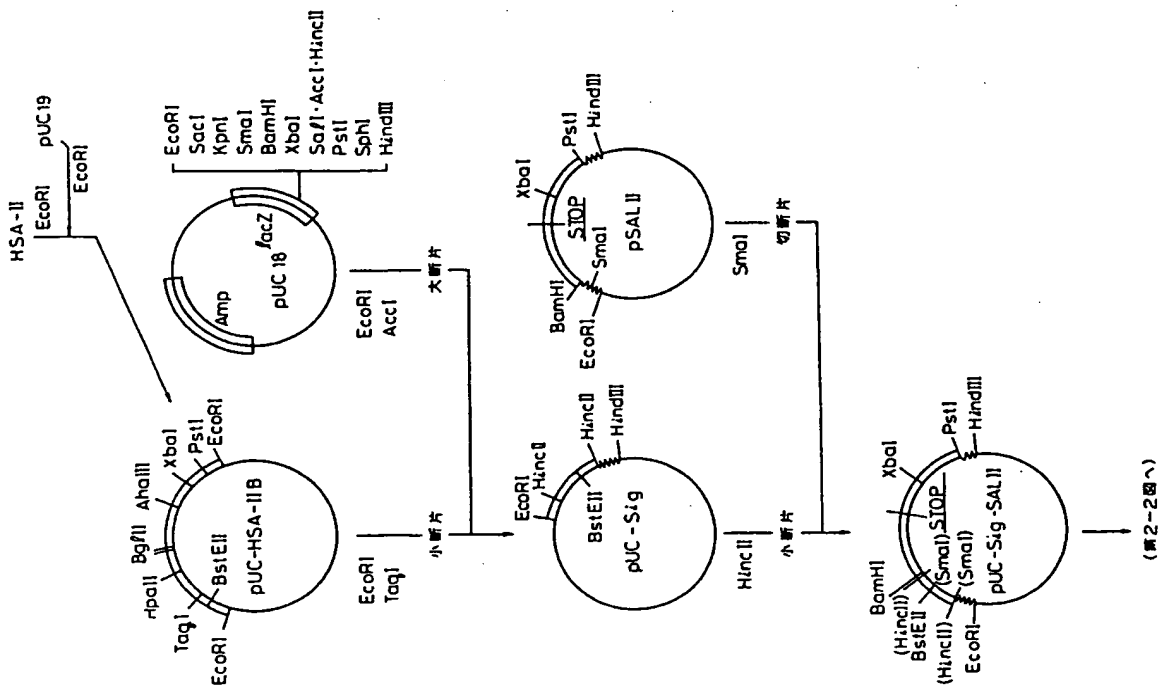 HSA-II
EcoRI
pUC19
EcoRI
HpaII
BglII
AhaIII
XbaI
PstI
EcoRI
TaqI
BstEII
EcoRI
pUC-HSA-IIB
Amp
pUC18
lacZ
EcoRI
SacI
KpnI
SmaI
BamHI
XbaI
SalI・AccI・HincII
PstI
SphI
HindIII
EcoRI
TaqI
小断片
EcoRI
AccI
大断片
EcoRI
HincII
BstEII
HincII
HindIII
pUC-Sig
BamHI
STOP
XbaI
PstI
HindIII
EcoRI
SmaI
pSALII
HincII
小断片
SmaI
切断片
BamHI
(HincII)
BstEII
(SmaI)
STOP
XbaI
PstI
HindIII
(HincII)
(SmaI)
EcoRI
pUC-Sig-SALII
(第2-2図へ)